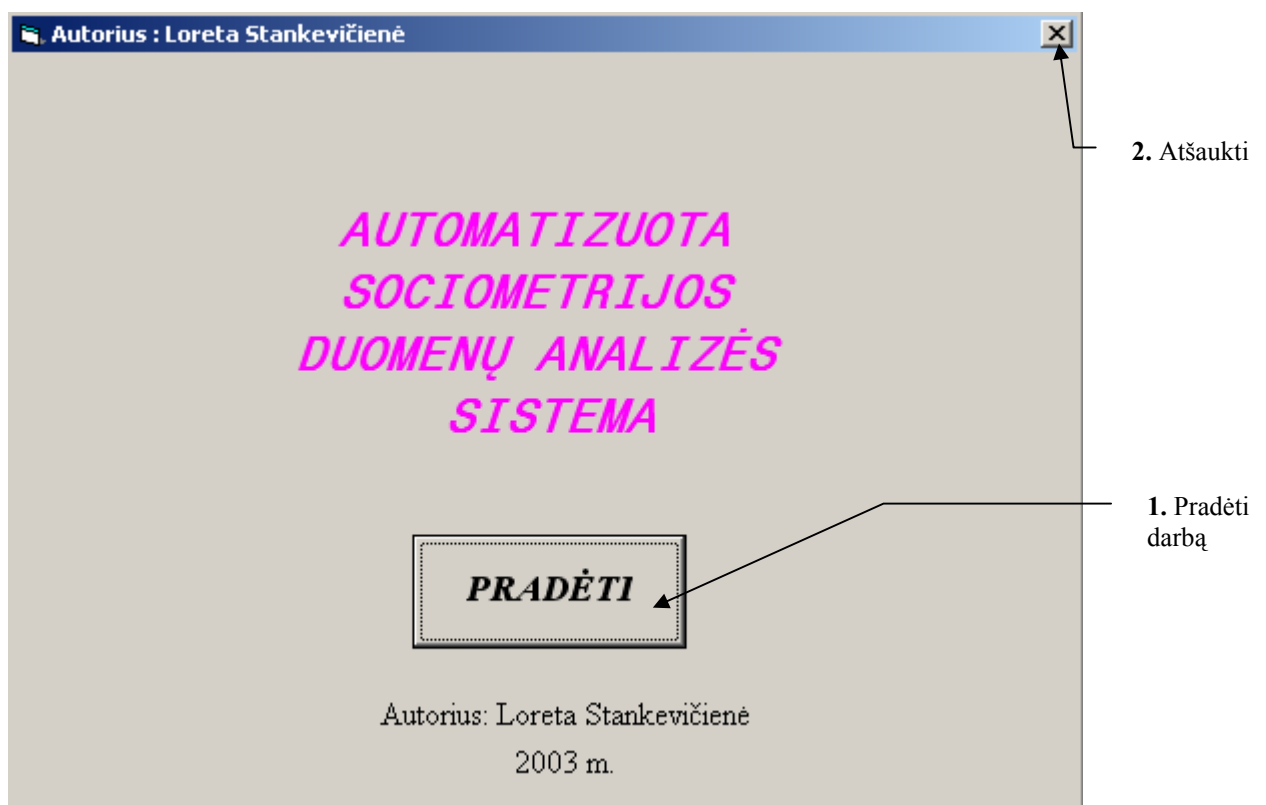 Autorius : Loreta Stankevičienė
2. Atšaukti
AUTOMATIZUOTA
SOCIOMETRIJOS
DUOMENŲ ANALIZĖS
SISTEMA
1. Pradėti
darbą
PRADĖTI
Autorius: Loreta Stankevičienė
2003 m.